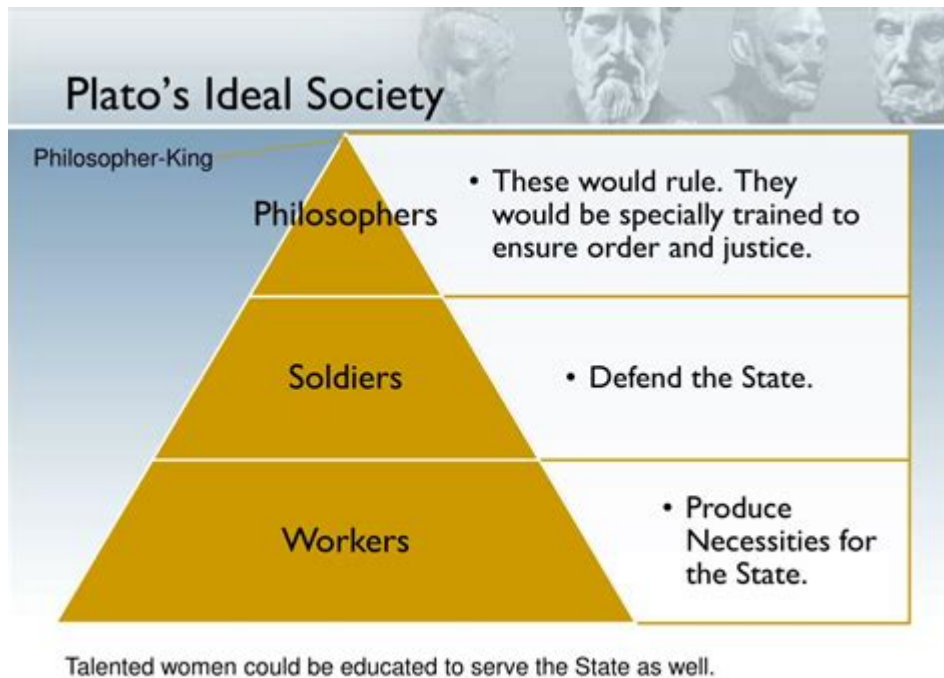 Plato's Ideal Society
Philosopher-King
Philosophers
• These would rule. They
would be specially trained to
ensure order and justice.
Soldiers
• Defend the State.
Workers
• Produce
Necessities for
the State.
Talented women could be educated to serve the State as well.